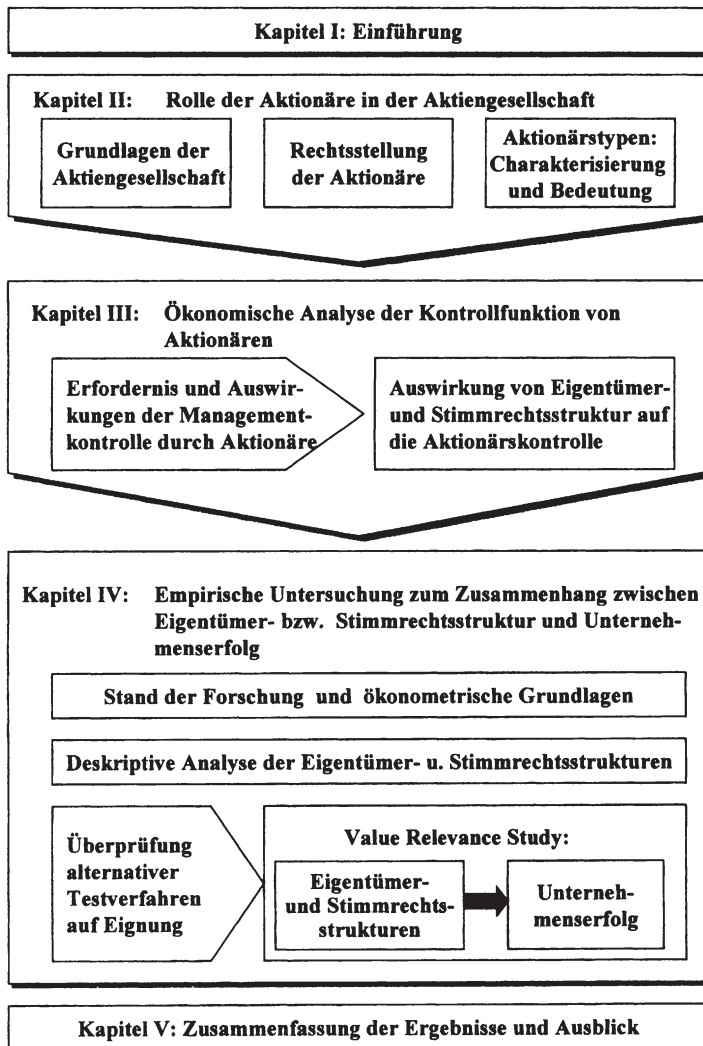 Kapitel I: Einführung
Kapitel II: Rolle der Aktionäre in der Aktiengesellschaft
Grundlagen der
Aktiengesellschaft
Rechtsstellung
der Aktionäre
Aktionärstypen:
Charakterisierung
und Bedeutung
Kapitel III: Ökonomische Analyse der Kontrollfunktion von
Aktionären
Erfordernis und Auswir-
kungen der Management-
kontrolle durch Aktionäre
Auswirkung von Eigentümer-
und Stimmrechtsstruktur auf
die Aktionärskontrolle
Kapitel IV: Empirische Untersuchung zum Zusammenhang zwischen
Eigentümer- bzw. Stimmrechtsstruktur und Unterneh-
menserfolg
Stand der Forschung und ökonometrische Grundlagen
Deskriptive Analyse der Eigentümer- u. Stimmrechtsstrukturen
Überprüfung
alternativer
Testverfahren
auf Eignung
Value Relevance Study:
Eigentümer-
und Stimmrechts-
strukturen
Unterneh-
menserfolg
Kapitel V: Zusammenfassung der Ergebnisse und Ausblick